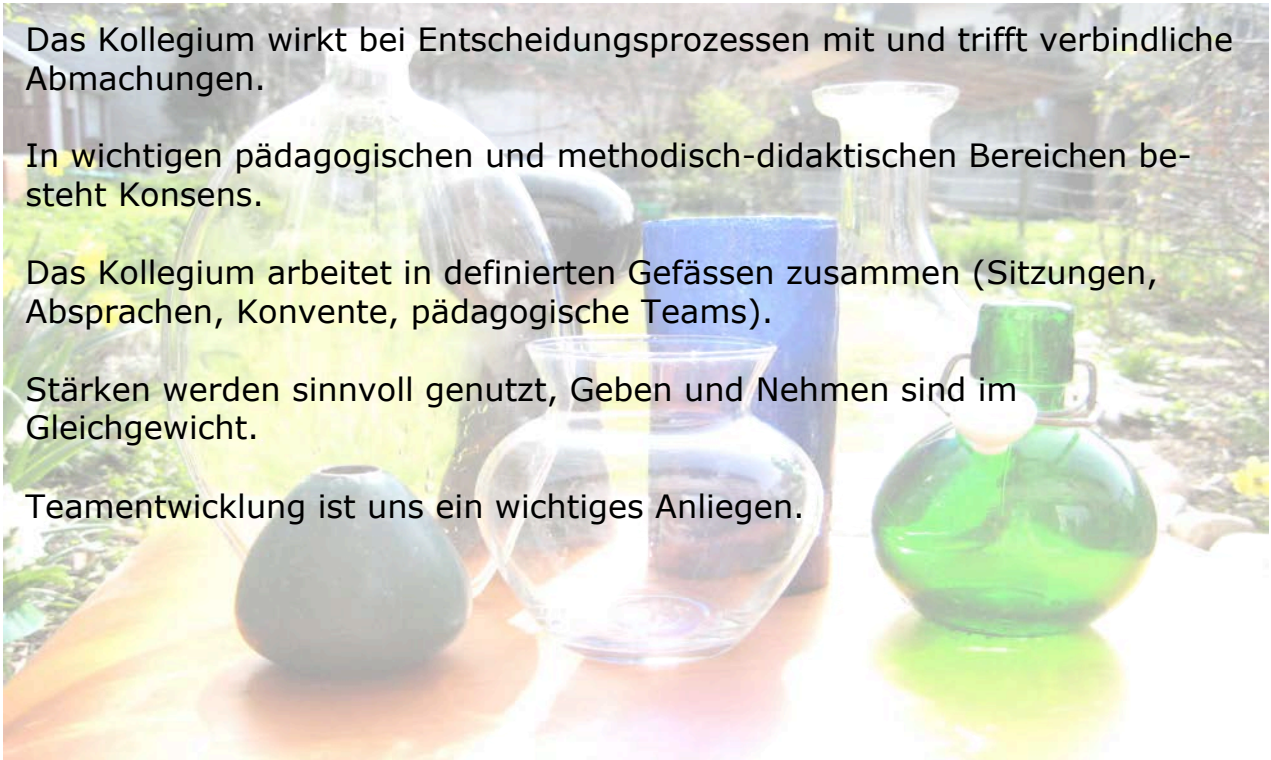 Das Kollegium wirkt bei Entscheidungsprozessen mit und trifft verbindliche
Abmachungen.
In wichtigen pädagogischen und methodisch-didaktischen Bereichen be-
steht Konsens.
Das Kollegium arbeitet in definierten Gefässen zusammen (Sitzungen,
Absprachen, Konvente, pädagogische Teams).
Stärken werden sinnvoll genutzt, Geben und Nehmen sind im
Gleichgewicht.
Teamentwicklung ist uns ein wichtiges Anliegen.